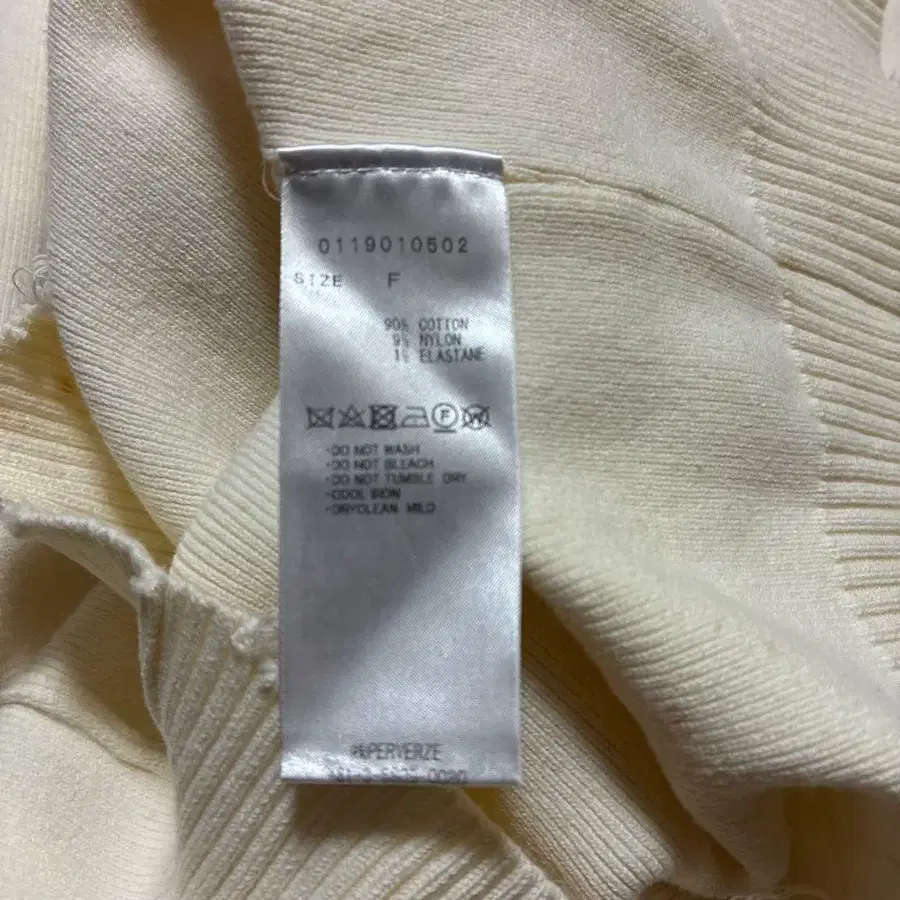 0119010502
SIZE F
90% COTTON
9% NYLON
1% ELASTANE
F W
·DO NOT WASH
·DO NOT BLEACH
·DO NOT TUMBLE DRY
·COOL IRON
·DRYCLEAN MILD
㈱PERVERZE